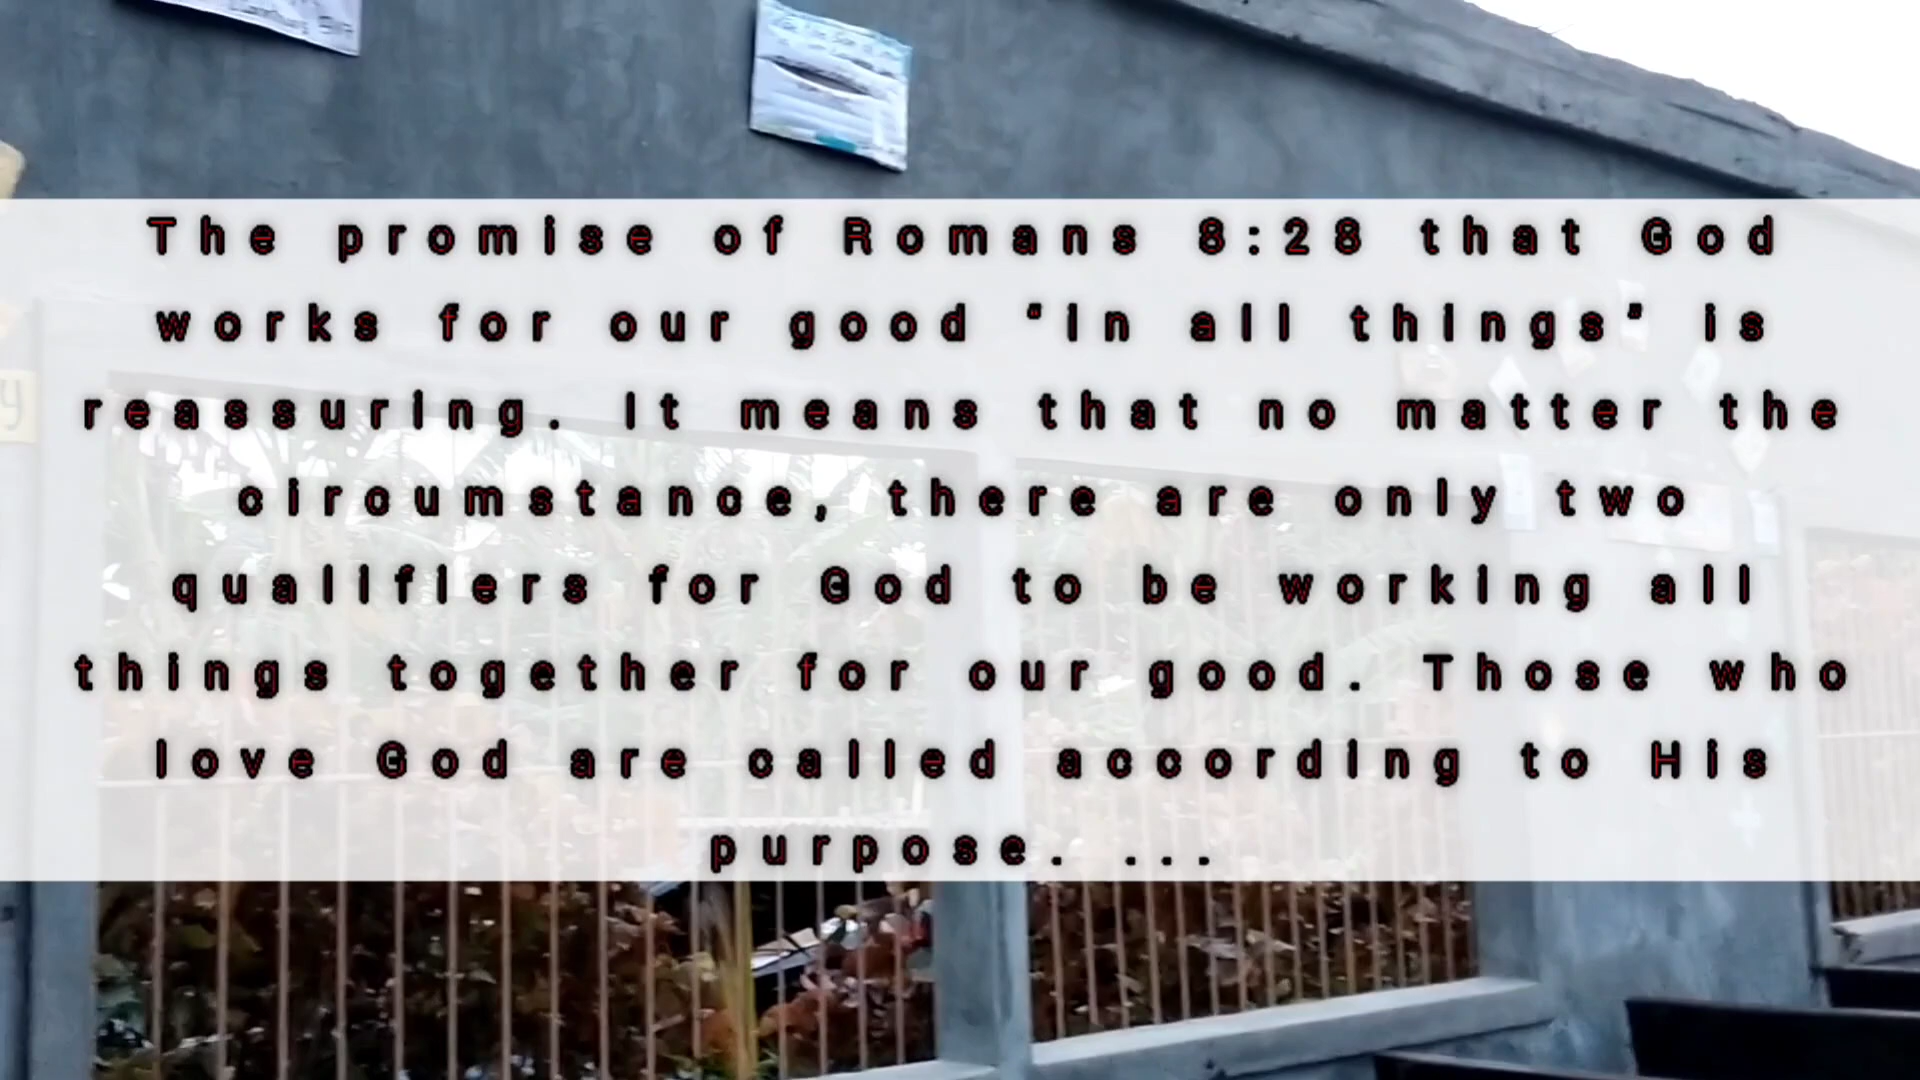 The promise of Romans 8:28 that God
works for our good “in all things” is
reassuring. It means that no matter the
circumstance, there are only two
qualifiers for God to be working all
things together for our good. Those who
love God are called according to His
purpose. ...